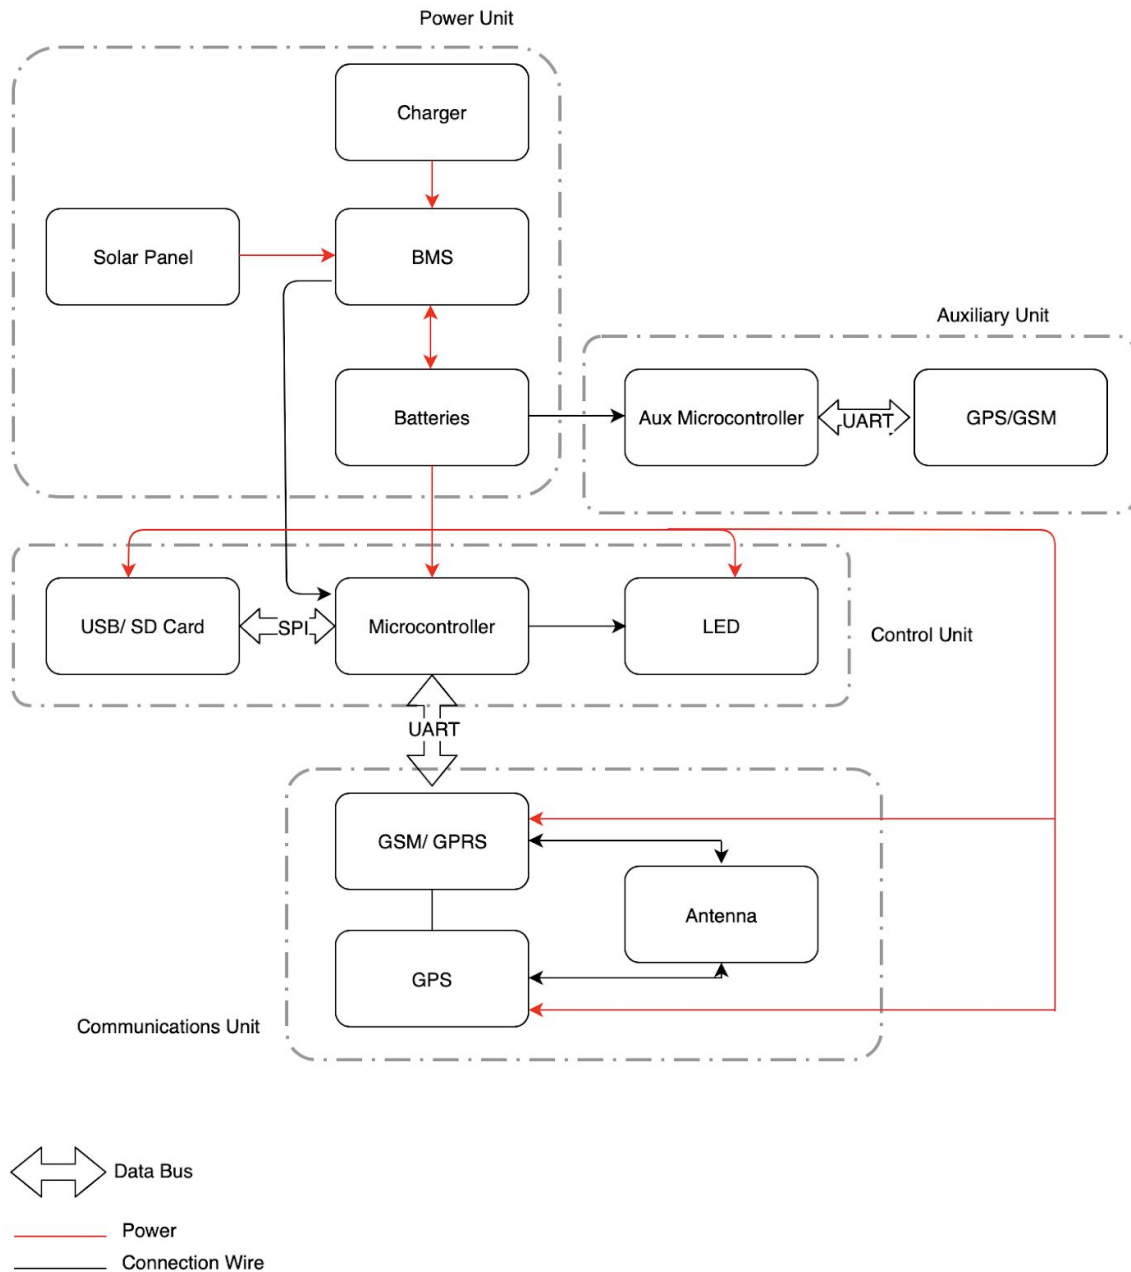 Power Unit
Charger
Solar Panel
BMS
Auxiliary Unit
Batteries
Aux Microcontroller
UART
GPS/GSM
USB/ SD Card
SPI
Microcontroller
LED
Control Unit
UART
GSM/ GPRS
Antenna
GPS
Communications Unit
Data Bus
Power
Connection Wire